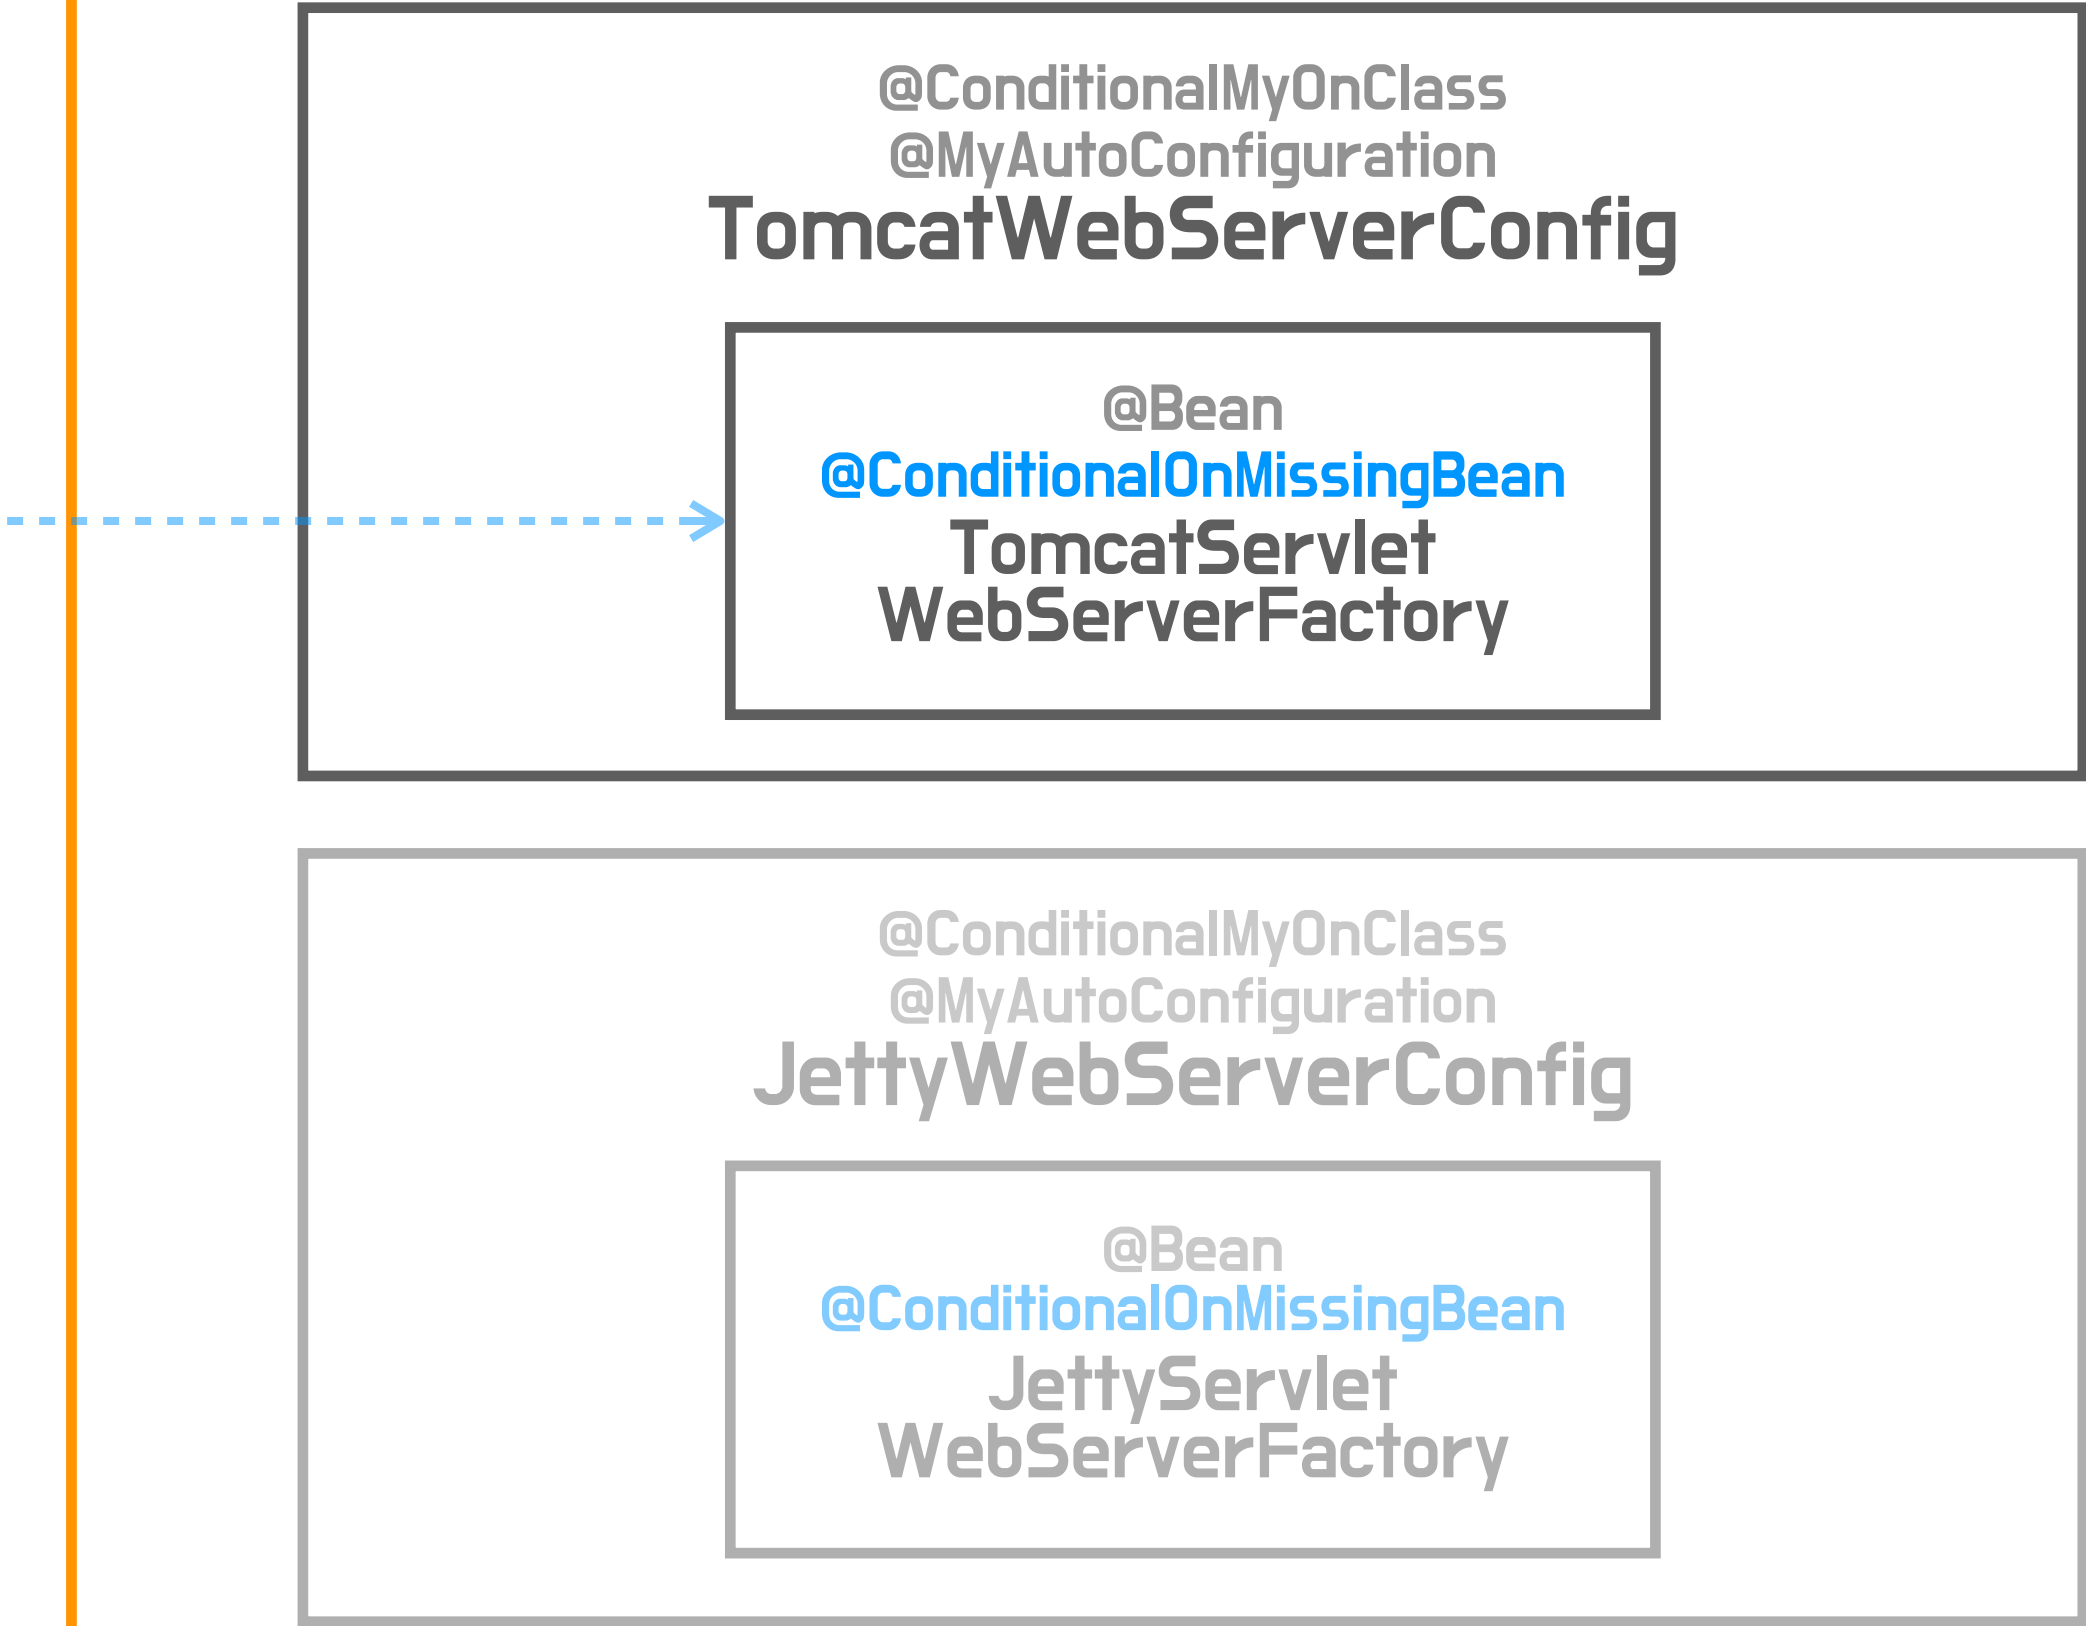 @ConditionalMyOnClass
@MyAutoConfiguration
TomcatWebServerConfig
@Bean
@ConditionalOnMissingBean
TomcatServlet
WebServerFactory
@ConditionalMyOnClass
@MyAutoConfiguration
JettyWebServerConfig
@Bean
@ConditionalOnMissingBean
JettyServlet
WebServerFactory